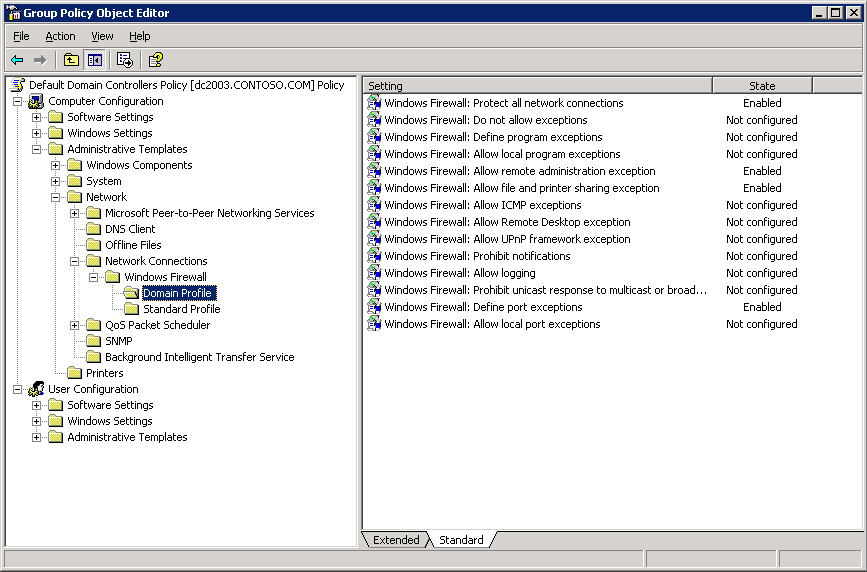 Group Policy Object Editor
File Action View Help
Default Domain Controllers Policy [dc2003.CONTOSO.COM] Policy
Computer Configuration
Software Settings
Windows Settings
Administrative Templates
Windows Components
System
Network
Microsoft Peer-to-Peer Networking Services
DNS Client
Offline Files
Network Connections
Windows Firewall
Domain Profile
Standard Profile
QoS Packet Scheduler
SNMP
Background Intelligent Transfer Service
Printers
User Configuration
Software Settings
Windows Settings
Administrative Templates
Setting State
Windows Firewall: Protect all network connections Enabled
Windows Firewall: Do not allow exceptions Not configured
Windows Firewall: Define program exceptions Not configured
Windows Firewall: Allow local program exceptions Not configured
Windows Firewall: Allow remote administration exception Enabled
Windows Firewall: Allow file and printer sharing exception Enabled
Windows Firewall: Allow ICMP exceptions Not configured
Windows Firewall: Allow Remote Desktop exception Not configured
Windows Firewall: Allow UPnP framework exception Not configured
Windows Firewall: Prohibit notifications Not configured
Windows Firewall: Allow logging Not configured
Windows Firewall: Prohibit unicast response to multicast or broad... Not configured
Windows Firewall: Define port exceptions Enabled
Windows Firewall: Allow local port exceptions Not configured
Extended Standard